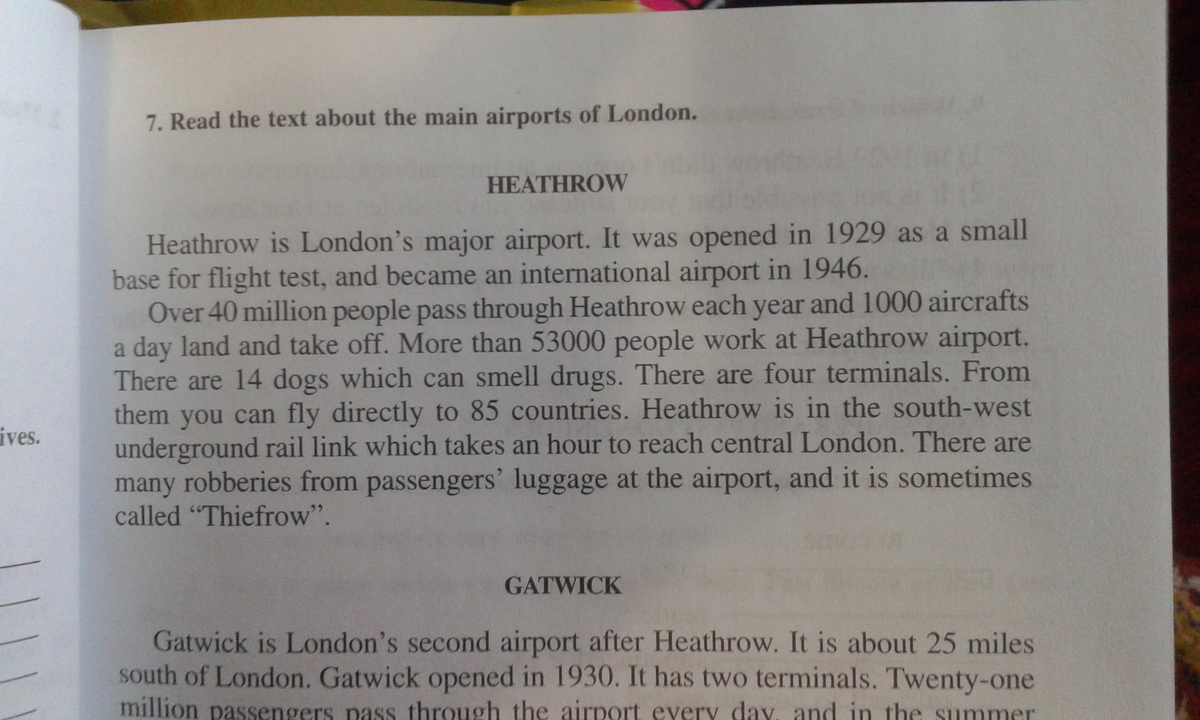 7. Read the text about the main airports of London.
HEATHROW
Heathrow is London's major airport. It was opened in 1929 as a small
base for flight test, and became an international airport in 1946.
Over 40 million people pass through Heathrow each year and 1000 aircrafts
a day land and take off. More than 53000 people work at Heathrow airport.
There are 14 dogs which can smell drugs. There are four terminals. From
them you can fly directly to 85 countries. Heathrow is in the south-west
underground rail link which takes an hour to reach central London. There are
many robberies from passengers' luggage at the airport, and it is sometimes
called “Thiefrow”.
GATWICK
Gatwick is London's second airport after Heathrow. It is about 25 miles
south of London. Gatwick opened in 1930. It has two terminals. Twenty-one
million passengers pass through the airport every day, and in the summer
ives.